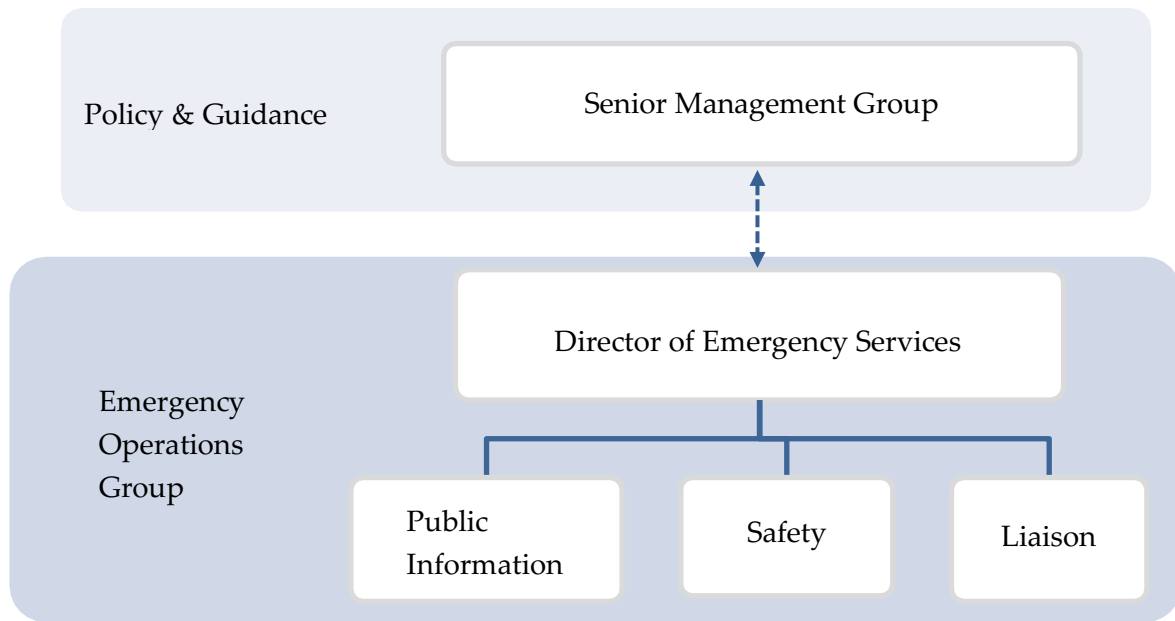 Policy & Guidance
Senior Management Group
Director of Emergency Services
Emergency
Operations
Group
Public
Information
Safety
Liaison